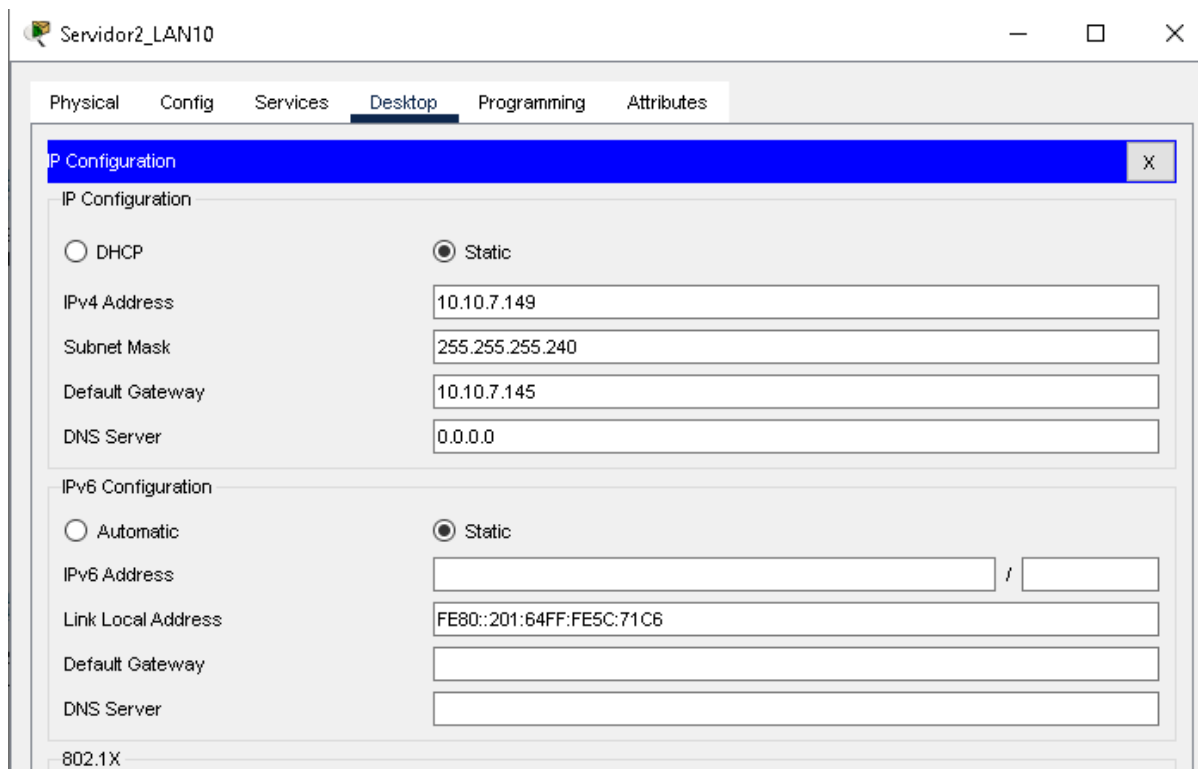 Servidor2_LAN10
Physical Config Services Desktop Programming Attributes
IP Configuration X
IP Configuration
DHCP Static
IPv4 Address 10.10.7.149
Subnet Mask 255.255.255.240
Default Gateway 10.10.7.145
DNS Server 0.0.0.0
IPv6 Configuration
Automatic Static
IPv6 Address /
Link Local Address FE80::201:64FF:FE5C:71C6
Default Gateway
DNS Server
802.1X